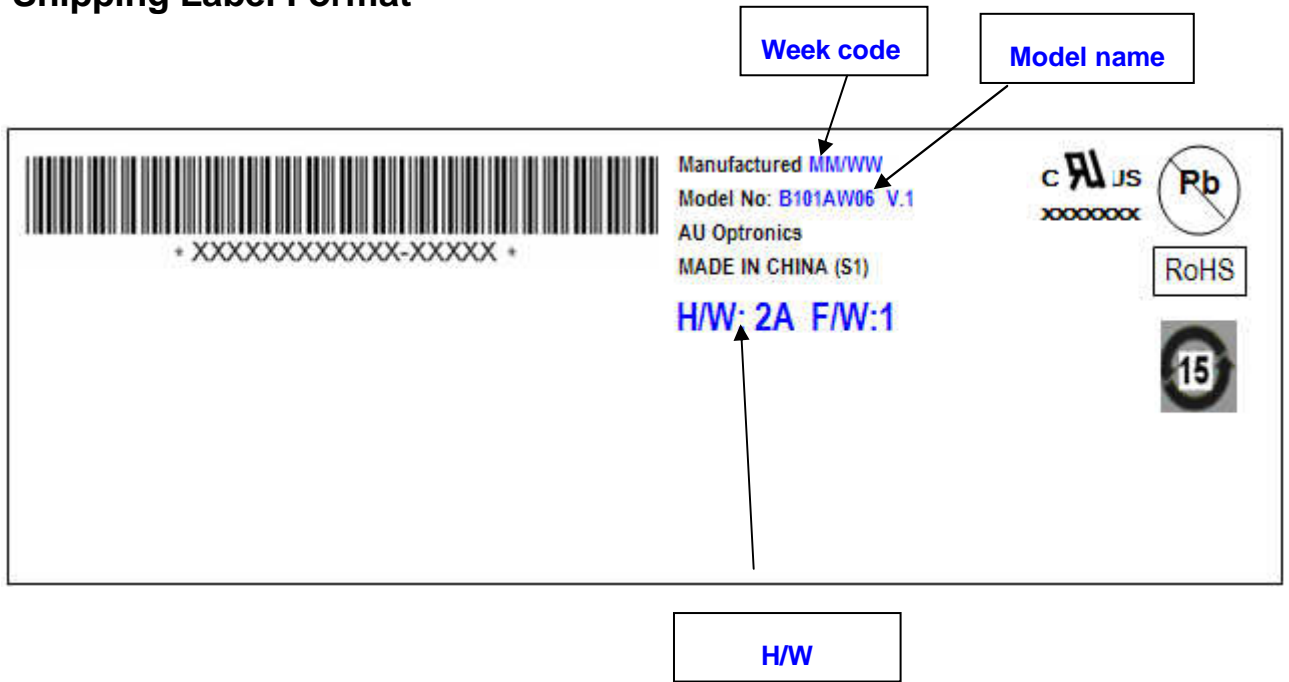 Shipping Label Format
Week code
Model name
Manufactured MM/WW
Model No: B101AW06 V.1
AU Optronics
MADE IN CHINA (S1)
H/W: 2A F/W:1
* XXXXXXXXXXXX-XXXXX *
C RU US
xxxxxxx
Pb
RoHS
15
H/W